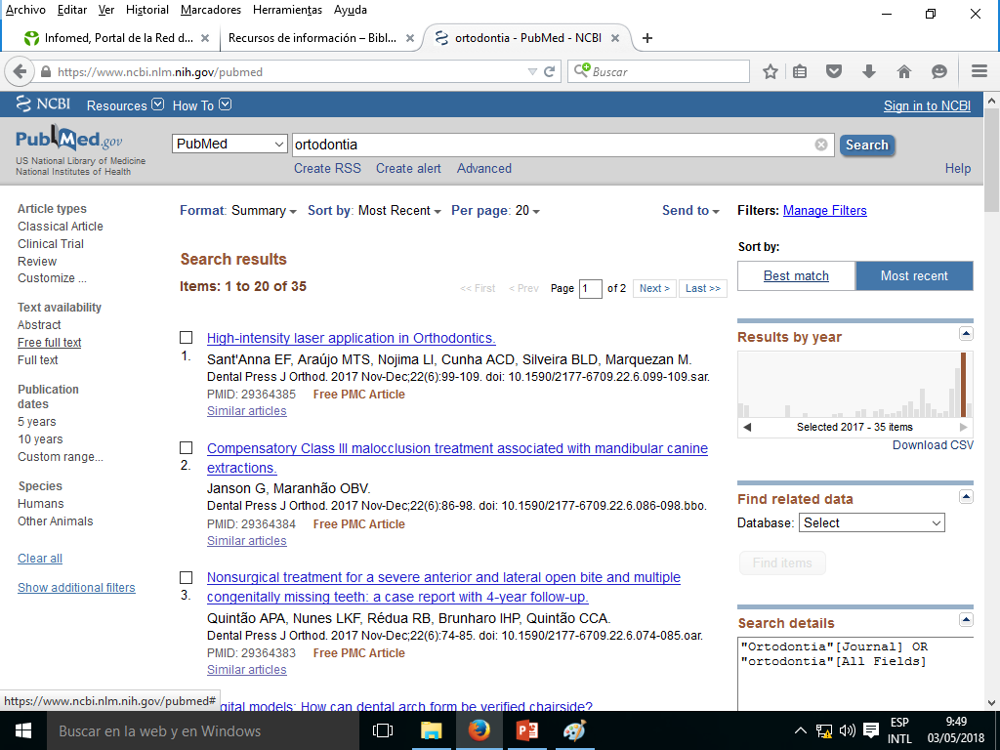 Archivo Editar Ver Historial Marcadores Herramientas Ayuda
Infomed, Portal de la Red d... × Recursos de información – Bibl... × ortodontia - PubMed - NCBI × +
https://www.ncbi.nlm.nih.gov/pubmed Buscar
NCBI Resources How To Sign in to NCBI
PubMed.gov
US National Library of Medicine
National Institutes of Health
PubMed ortodontia Search
Create RSS Create alert Advanced Help
Article types
Classical Article
Clinical Trial
Review
Customize ...
Text availability
Abstract
Free full text
Full text
Publication
dates
5 years
10 years
Custom range...
Species
Humans
Other Animals
Clear all
Show additional filters
Format: Summary Sort by: Most Recent Per page: 20 Send to
Search results
Items: 1 to 20 of 35
<< First < Prev Page 1 of 2 Next > Last >>
High-intensity laser application in Orthodontics.
1. Sant'Anna EF, Araújo MTS, Nojima LI, Cunha ACD, Silveira BLD, Marquezan M.
Dental Press J Orthod. 2017 Nov-Dec;22(6):99-109. doi: 10.1590/2177-6709.22.6.099-109.sar.
PMID: 29364385 Free PMC Article
Similar articles
Compensatory Class III malocclusion treatment associated with mandibular canine
2. extractions.
Janson G, Maranhão OBV.
Dental Press J Orthod. 2017 Nov-Dec;22(6):86-98. doi: 10.1590/2177-6709.22.6.086-098.bbo.
PMID: 29364384 Free PMC Article
Similar articles
Nonsurgical treatment for a severe anterior and lateral open bite and multiple
3. congenitally missing teeth: a case report with 4-year follow-up.
Quintão APA, Nunes LKF, Rédua RB, Brunharo IHP, Quintão CCA.
Dental Press J Orthod. 2017 Nov-Dec;22(6):74-85. doi: 10.1590/2177-6709.22.6.074-085.oar.
PMID: 29364383 Free PMC Article
Similar articles
gital models: How can dental arch form be verified chairside?
Filters: Manage Filters
Sort by:
Best match Most recent
Results by year
Selected 2017 - 35 items
Download CSV
Find related data
Database: Select
Find items
Search details
"Ortodontia"[Journal] OR
"ortodontia"[All Fields]
https://www.ncbi.nlm.nih.gov/pubmed#
Buscar en la web y en Windows
ESP
INTL
9:49
03/05/2018